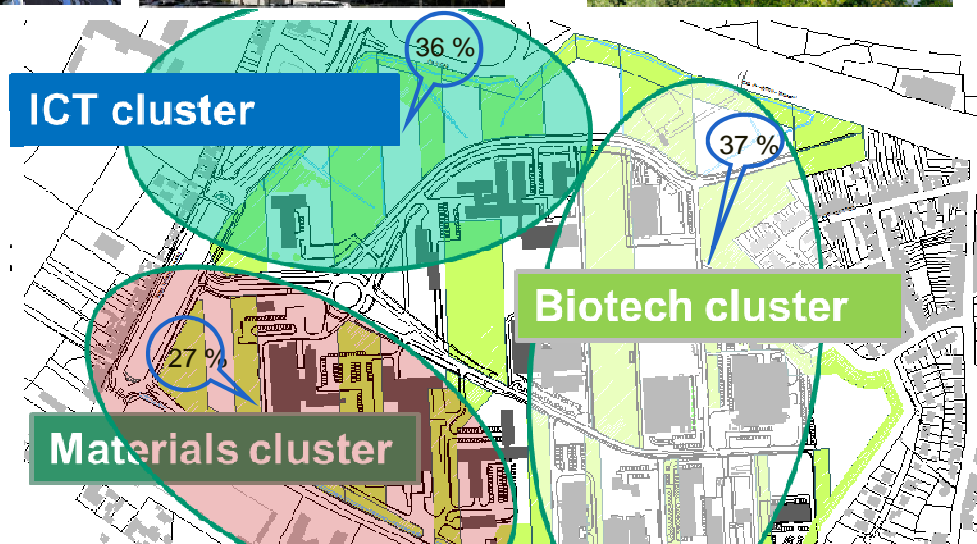 36 %
ICT cluster
37 %
Biotech cluster
27 %
Materials cluster